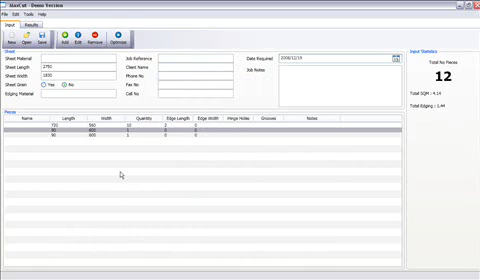 MaxCut - Demo Version
File Edit Tools Help
Input Results
New Open Save Add Edit Remove Optimise
Sheet
Sheet Material
Sheet Length 2750
Sheet Width 1830
Sheet Grain Yes No
Edging Material
Job Reference
Client Name
Phone No
Fax No
Cell No
Date Required 2008/12/19
Job Notes
Input Statistics
Total No Pieces
12
Total SQM : 4.14
Total Edging : 1.44
Pieces
Name Length Width Quantity Edge Length Edge Width Hinge Holes Grooves Notes
720 560 10 2 0
90 600 1 0 0
90 600 1 0 0